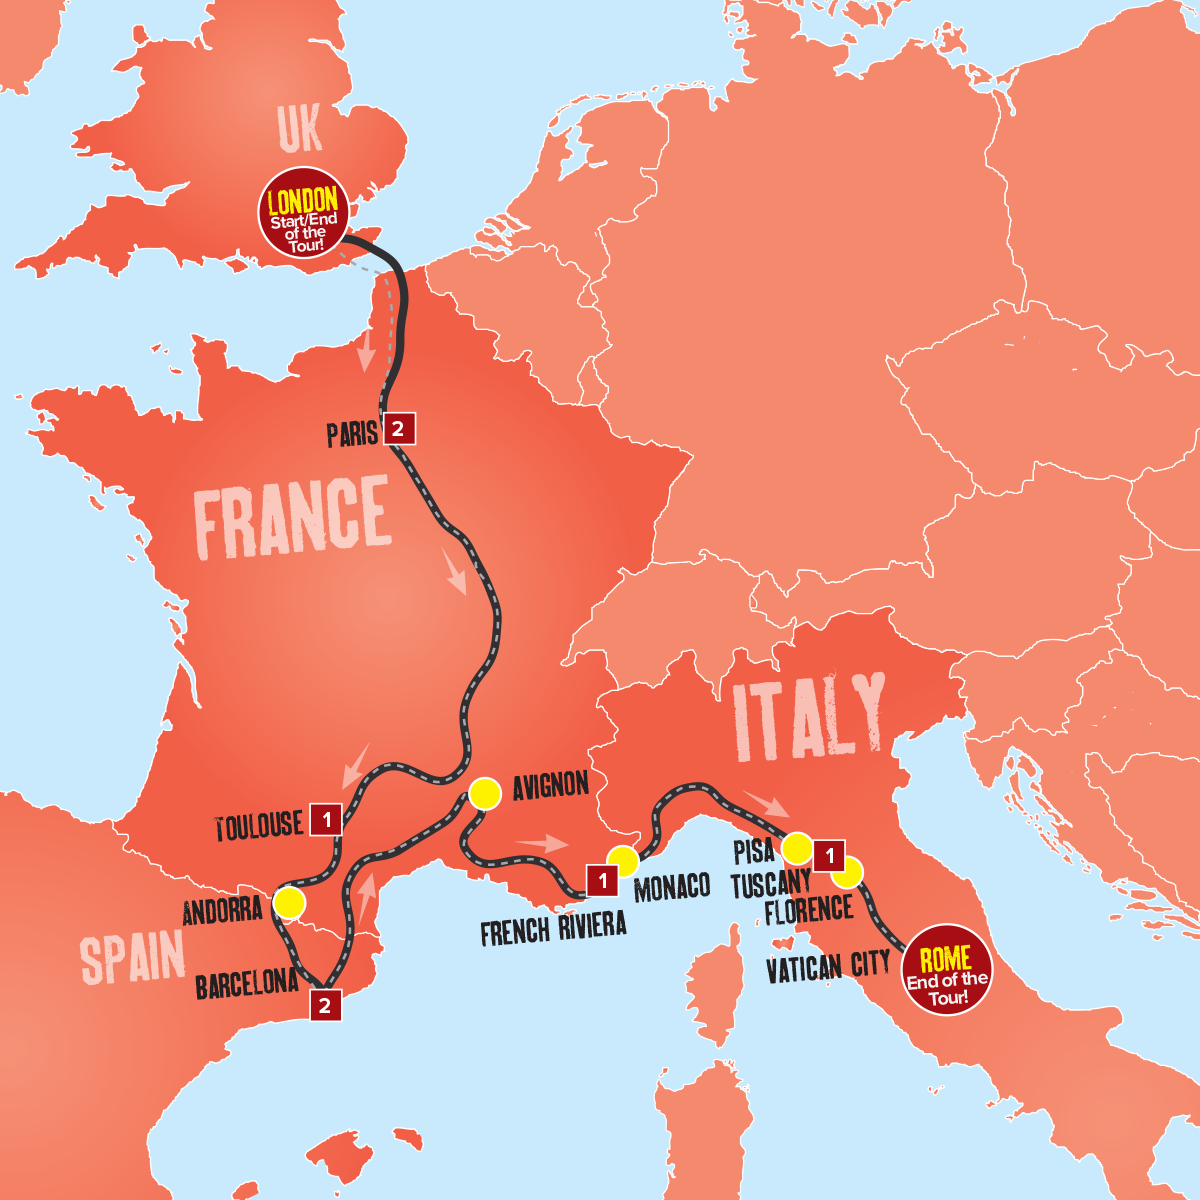 UK
LONDON
Start/End
of the
Tour!
PARIS
2
FRANCE
ITALY
AVIGNON
TOULOUSE
1
PISA
1
MONACO
1
TUSCANY
FLORENCE
ANDORRA
FRENCH RIVIERA
SPAIN
BARCELONA
2
VATICAN CITY
ROME
End of the
Tour!